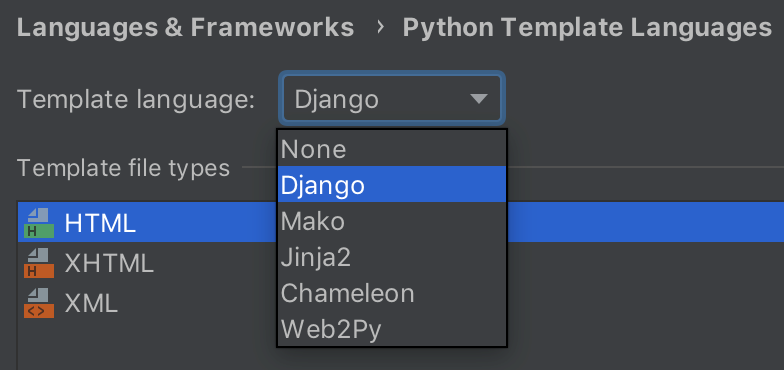 Languages & Frameworks › Python Template Languages
Template language: Django
None
Django
Mako
Jinja2
Chameleon
Web2Py
Template file types
H HTML
H XHTML
<> XML